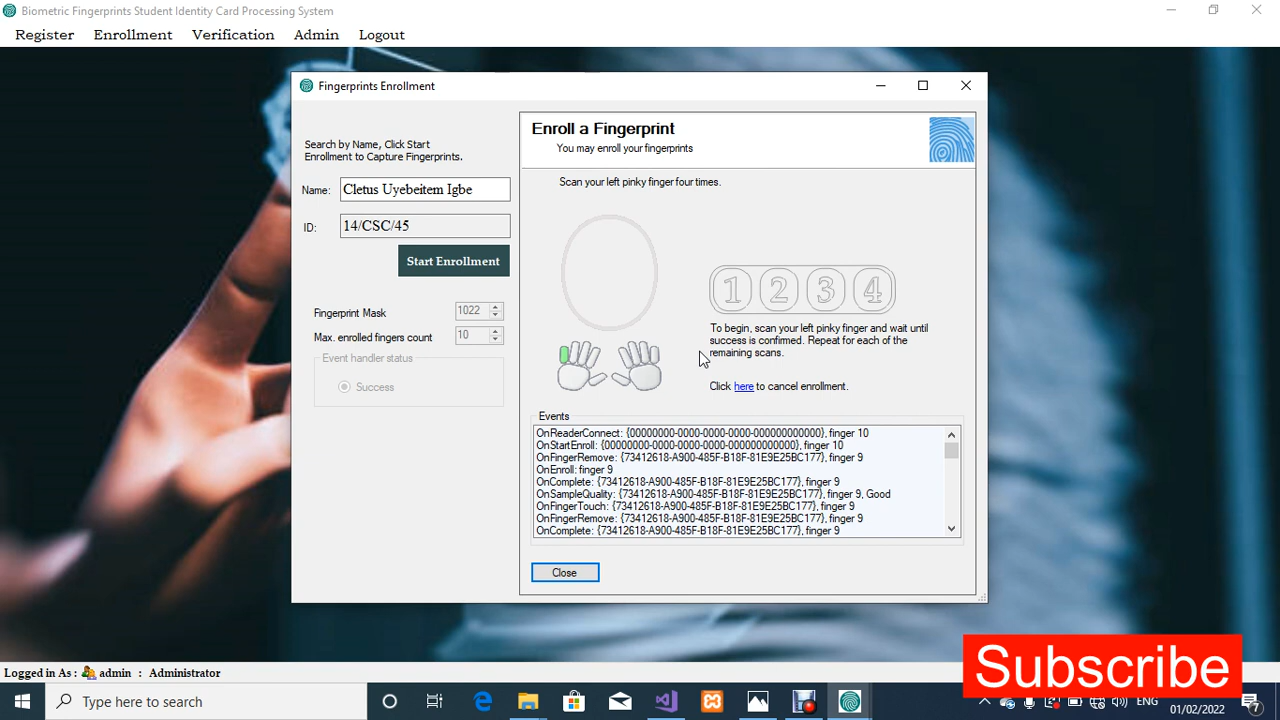 Biometric Fingerprints Student Identity Card Processing System
Register Enrollment Verification Admin Logout
Fingerprints Enrollment
Search by Name, Click Start
Enrollment to Capture Fingerprints.
Name: Cletus Uyebeitem Igbe
ID: 14/CSC/45
Start Enrollment
Fingerprint Mask 1022
Max. enrolled fingers count 10
Event handler status
Success
Enroll a Fingerprint
You may enroll your fingerprints
Scan your left pinky finger four times.
1 2 3 4
To begin, scan your left pinky finger and wait until
success is confirmed. Repeat for each of the
remaining scans.
Click here to cancel enrollment.
Events
OnReaderConnect: {00000000-0000-0000-0000-000000000000}, finger 10
OnStartEnroll: {00000000-0000-0000-0000-000000000000}, finger 10
OnFingerRemove: {73412618-A900-485F-B18F-81E9E25BC177}, finger 9
OnEnroll: finger 9
OnComplete: {73412618-A900-485F-B18F-81E9E25BC177}, finger 9
OnSampleQuality: {73412618-A900-485F-B18F-81E9E25BC177}, finger 9, Good
OnFingerTouch: {73412618-A900-485F-B18F-81E9E25BC177}, finger 9
OnFingerRemove: {73412618-A900-485F-B18F-81E9E25BC177}, finger 9
OnComplete: {73412618-A900-485F-B18F-81E9E25BC177}, finger 9
Close
Logged in As : admin : Administrator
Subscribe
Type here to search
ENG
01/02/2022
7